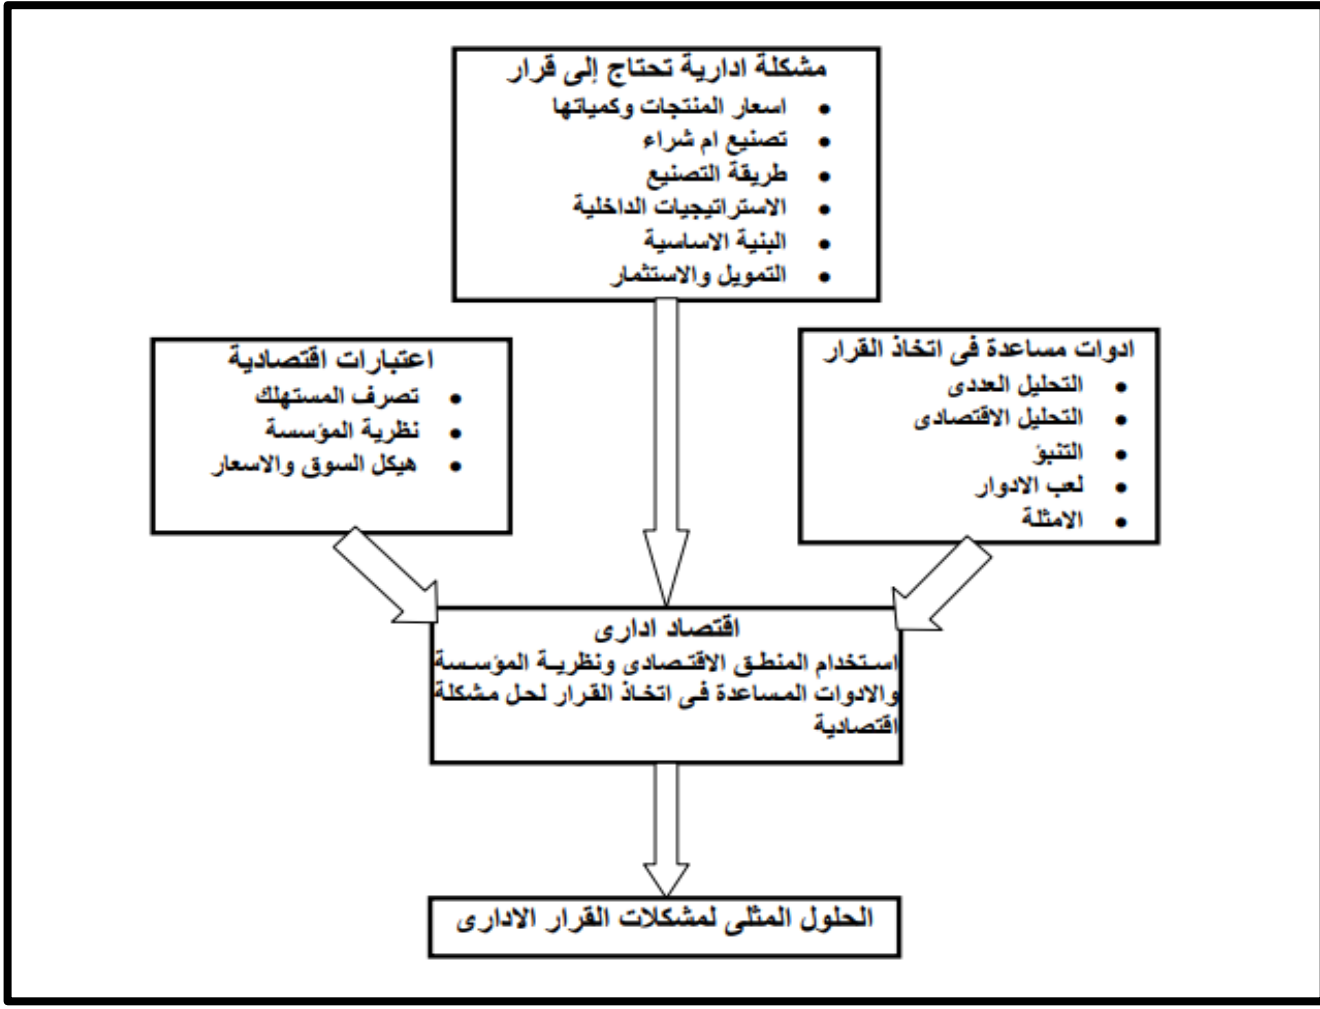 مشكلة ادارية تحتاج إلى قرار
• اسعار المنتجات وكمياتها
• تصنيع ام شراء
• طريقة التصنيع
• الاستراتيجيات الداخلية
• البنية الاساسية
• التمويل والاستثمار
ادوات مساعدة فى اتخاذ القرار
• التحليل العددى
• التحليل الاقتصادى
• التنبؤ
• لعب الادوار
• الامثلة
اعتبارات اقتصادية
• تصرف المستهلك
• نظرية المؤسسة
• هيكل السوق والاسعار
اقتصاد ادارى
استخدام المنطق الاقتصادى ونظرية المؤسسة
والادوات المساعدة فى اتخاذ القرار لحل مشكلة
اقتصادية
الحلول المثلى لمشكلات القرار الادارى